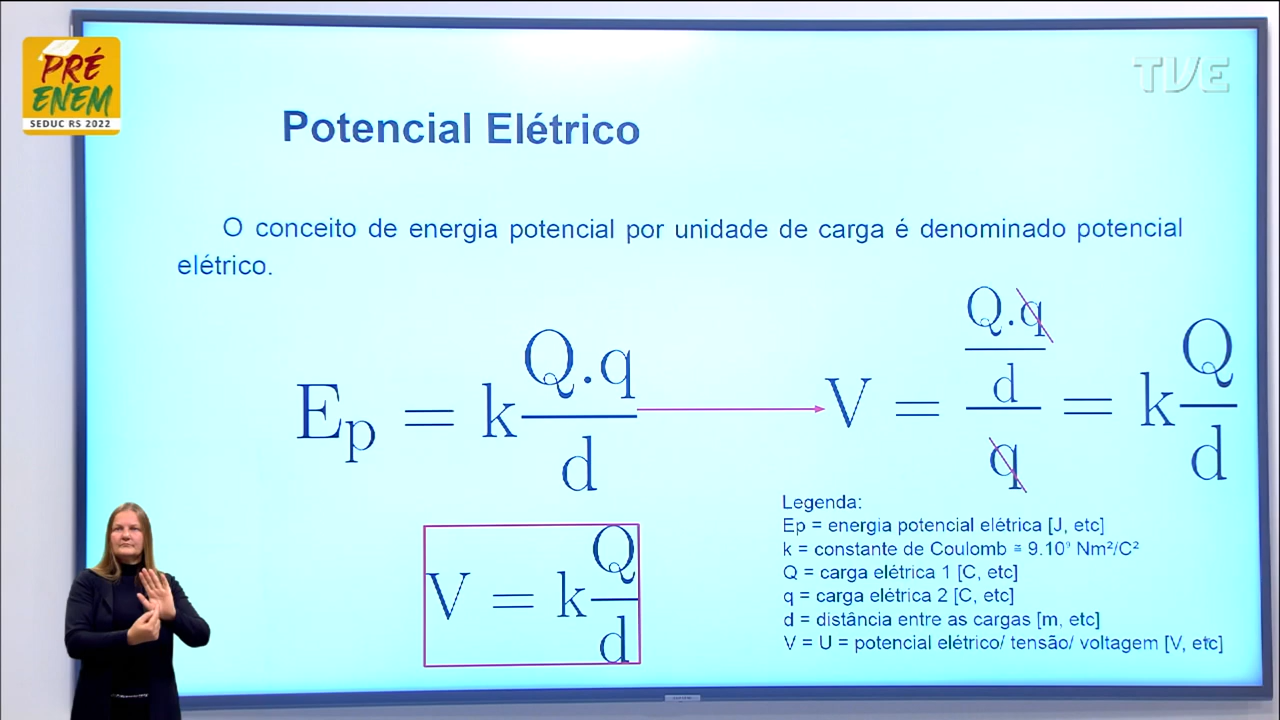 PRÉ
ENEM
SEDUC RS 2022
TVE
Potencial Elétrico
O conceito de energia potencial por unidade de carga é denominado potencial
elétrico.
Ep = k Q.q/d
V = Q.q/d/q = k Q/d
V = k Q/d
Legenda:
Ep = energia potencial elétrica [J, etc]
k = constante de Coulomb ≅ 9.10⁹ Nm²/C²
Q = carga elétrica 1 [C, etc]
q = carga elétrica 2 [C, etc]
d = distância entre as cargas [m, etc]
V = U = potencial elétrico/ tensão/ voltagem [V, etc]